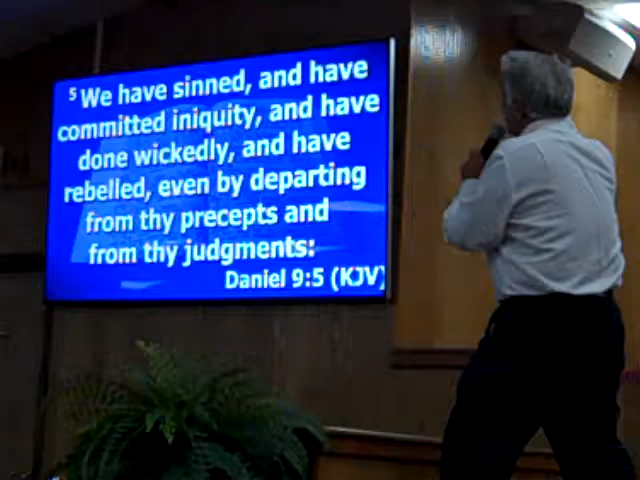 5 We have sinned, and have
committed iniquity, and have
done wickedly, and have
rebelled, even by departing
from thy precepts and
from thy judgments:
Daniel 9:5 (KJV)